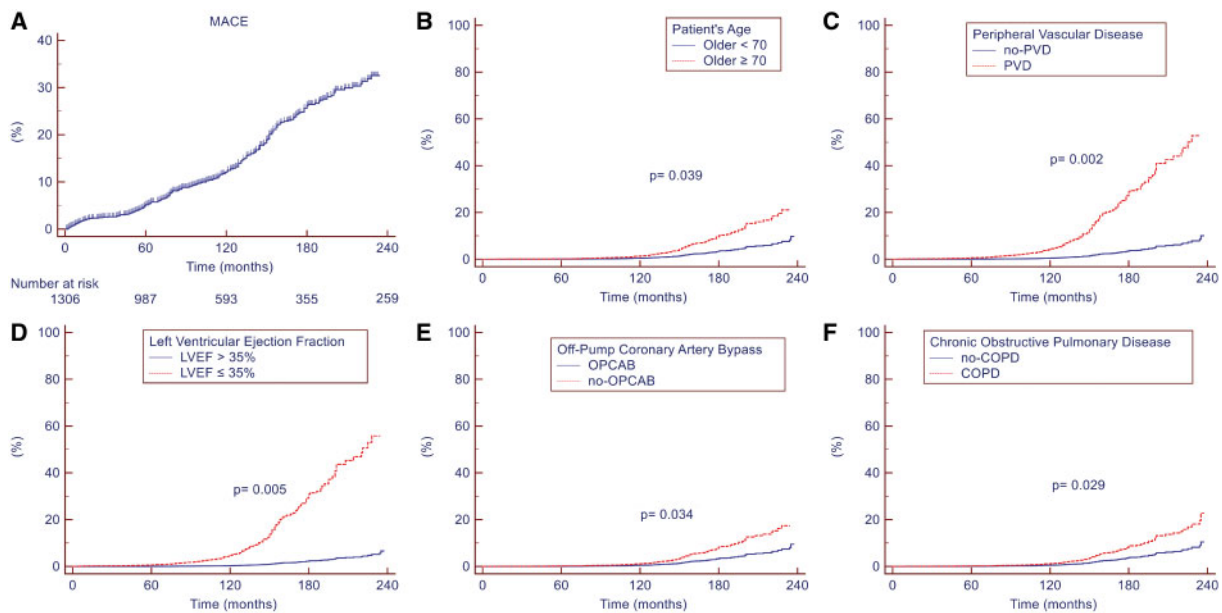 A
MACE
40
30
20
10
0
(%)
0 60 120 180 240
Time (months)
Number at risk
1306 987 593 355 259
B
Patient's Age
Older < 70
Older ≥ 70
100
80
60
40
20
0
(%)
p= 0.039
0 60 120 180 240
Time (months)
C
Peripheral Vascular Disease
no-PVD
PVD
100
80
60
40
20
0
(%)
p= 0.002
0 60 120 180 240
Time (months)
D
Left Ventricular Ejection Fraction
LVEF > 35%
LVEF ≤ 35%
100
80
60
40
20
0
(%)
p= 0.005
0 60 120 180 240
Time (months)
E
Off-Pump Coronary Artery Bypass
OPCAB
no-OPCAB
100
80
60
40
20
0
(%)
p= 0.034
0 60 120 180 240
Time (months)
F
Chronic Obstructive Pulmonary Disease
no-COPD
COPD
100
80
60
40
20
0
(%)
p= 0.029
0 60 120 180 240
Time (months)